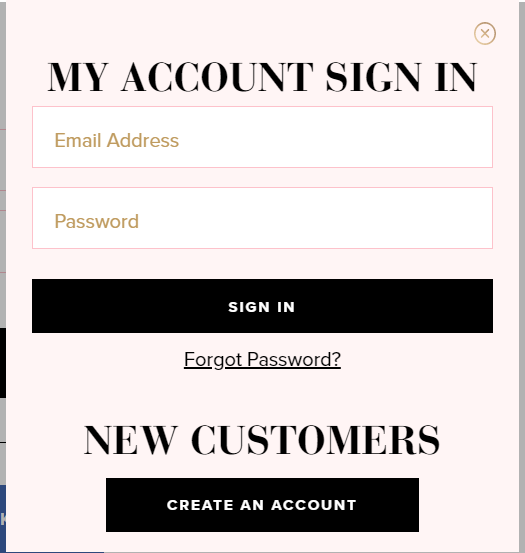 MY ACCOUNT SIGN IN
Email Address
Password
SIGN IN
Forgot Password?
NEW CUSTOMERS
CREATE AN ACCOUNT